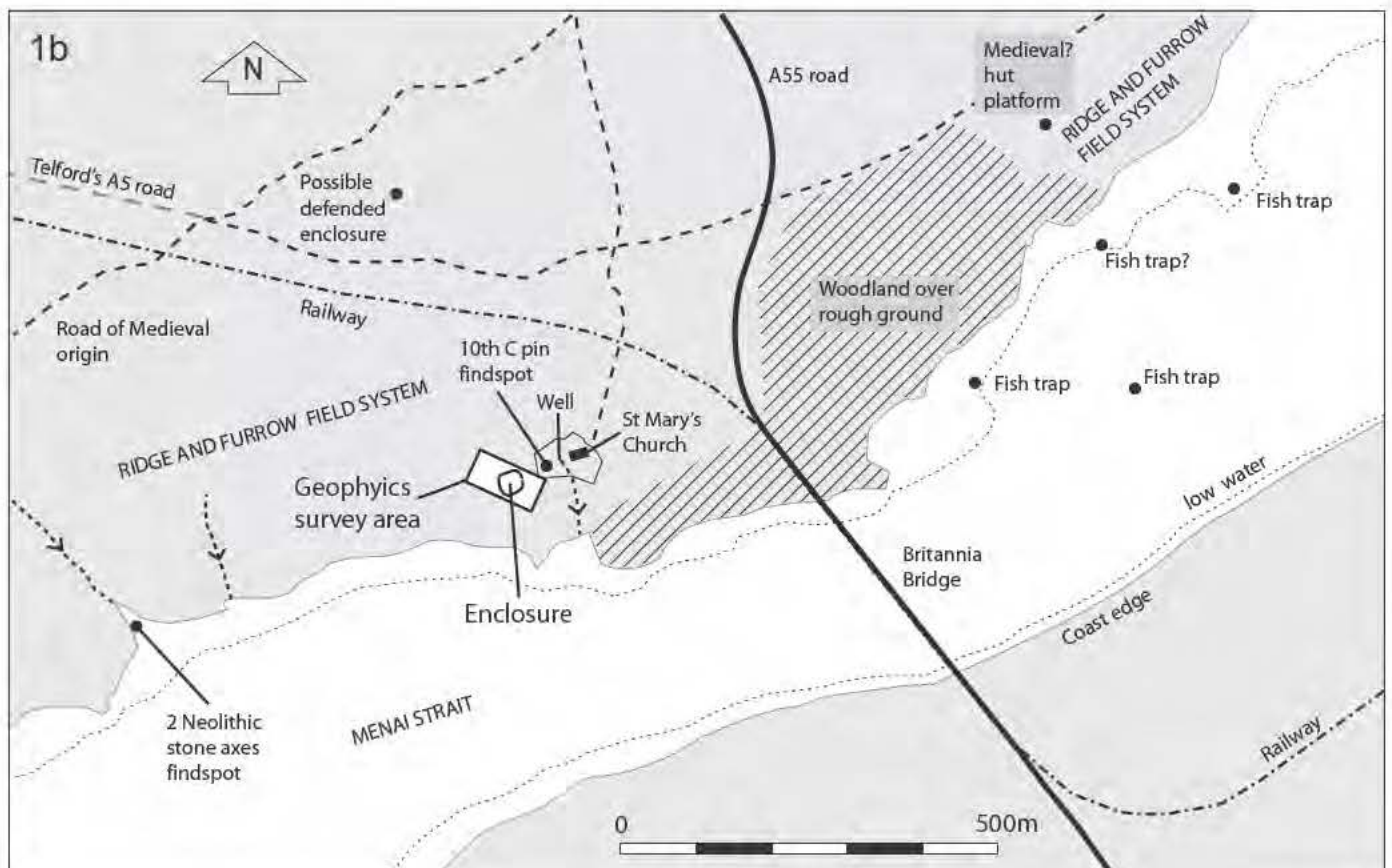 1b
N
A55 road
Medieval?
hut
platform
RIDGE AND FURROW
FIELD SYSTEM
Telford's A5 road
Possible
defended
enclosure
Fish trap
Fish trap?
Railway
Woodland over
rough ground
Road of Medieval
origin
10th C pin
findspot
Fish trap
Fish trap
Well
St Mary's
Church
RIDGE AND FURROW FIELD SYSTEM
Geophyics
survey area
low water
Britannia
Bridge
Enclosure
Coast edge
2 Neolithic
stone axes
findspot
MENAI STRAIT
Railway
0
500m